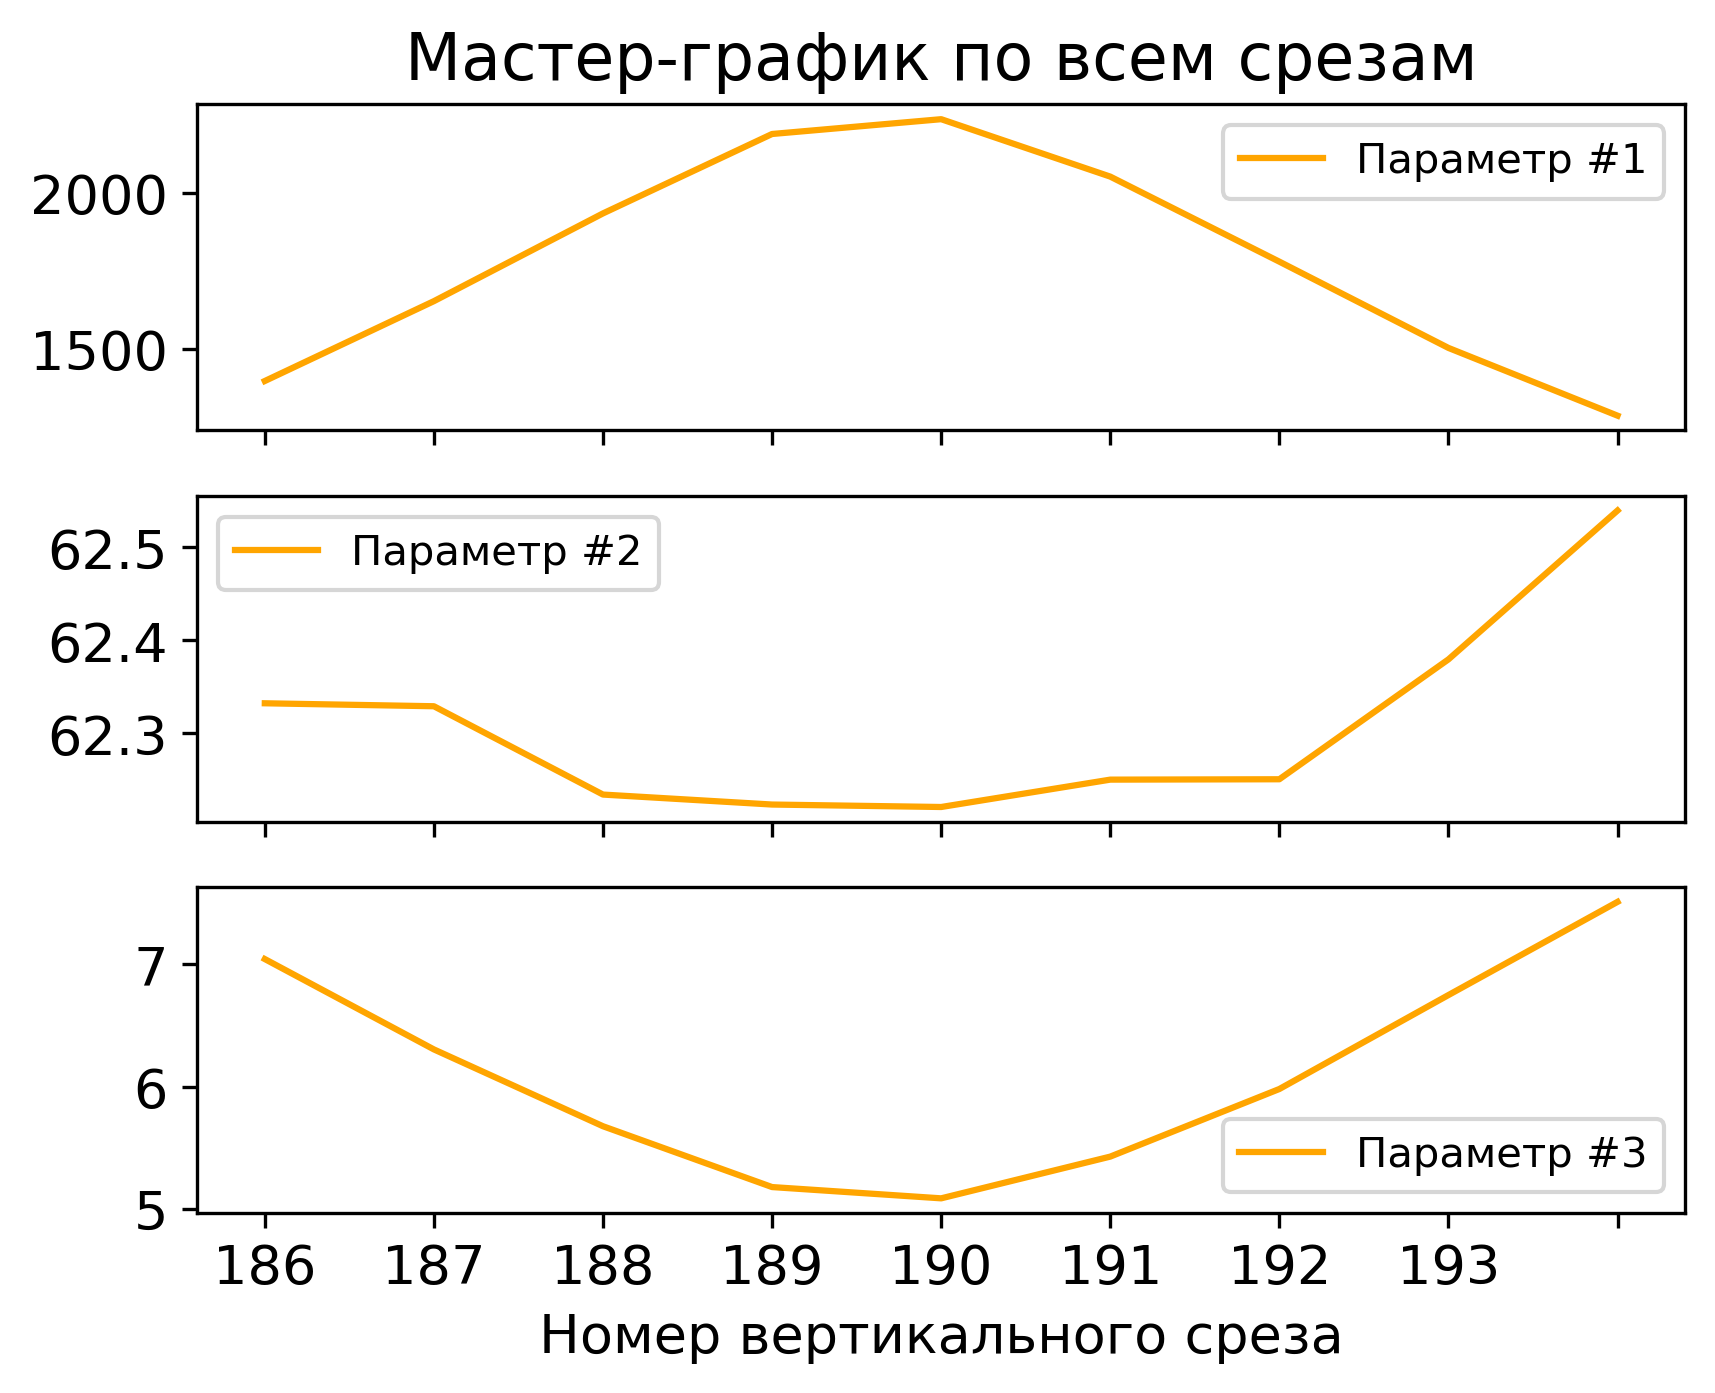 Мастер-график по всем срезам
2000
1500
Параметр #1
62.5
62.4
62.3
Параметр #2
7
6
5
Параметр #3
186 187 188 189 190 191 192 193
Номер вертикального среза